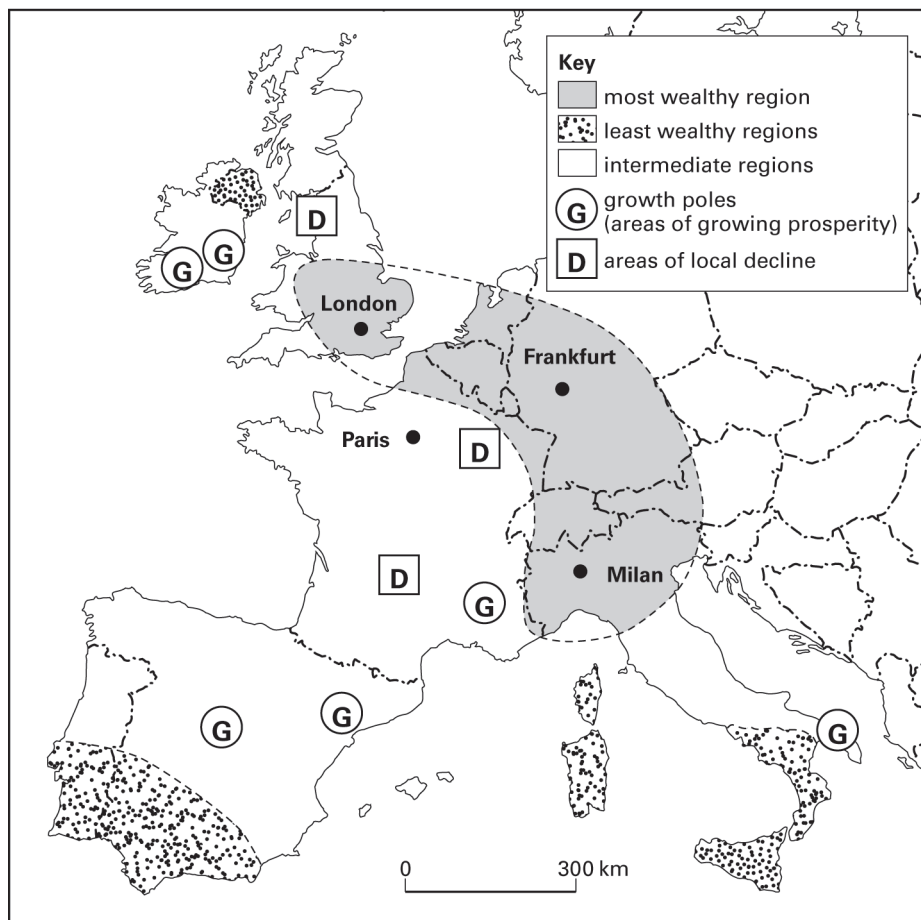 Key
most wealthy region
least wealthy regions
intermediate regions
G growth poles
(areas of growing prosperity)
D areas of local decline
D
G
G
London
Frankfurt
Paris
D
D
Milan
G
G
G
G
0 300 km